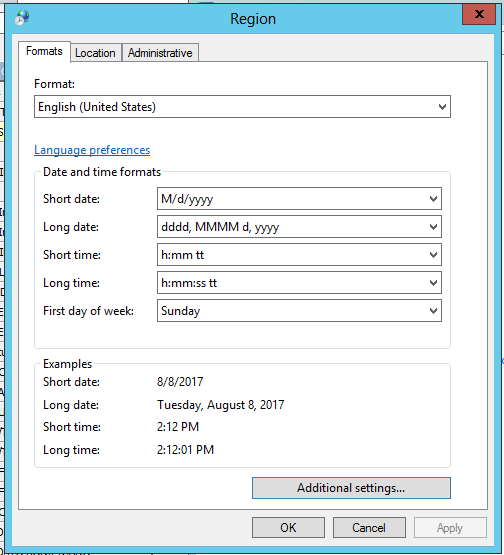 Region
x
Formats Location Administrative
Format:
English (United States)
Language preferences
Date and time formats
Short date: M/d/yyyy
Long date: dddd, MMMM d, yyyy
Short time: h:mm tt
Long time: h:mm:ss tt
First day of week: Sunday
Examples
Short date: 8/8/2017
Long date: Tuesday, August 8, 2017
Short time: 2:12 PM
Long time: 2:12:01 PM
Additional settings...
OK Cancel Apply